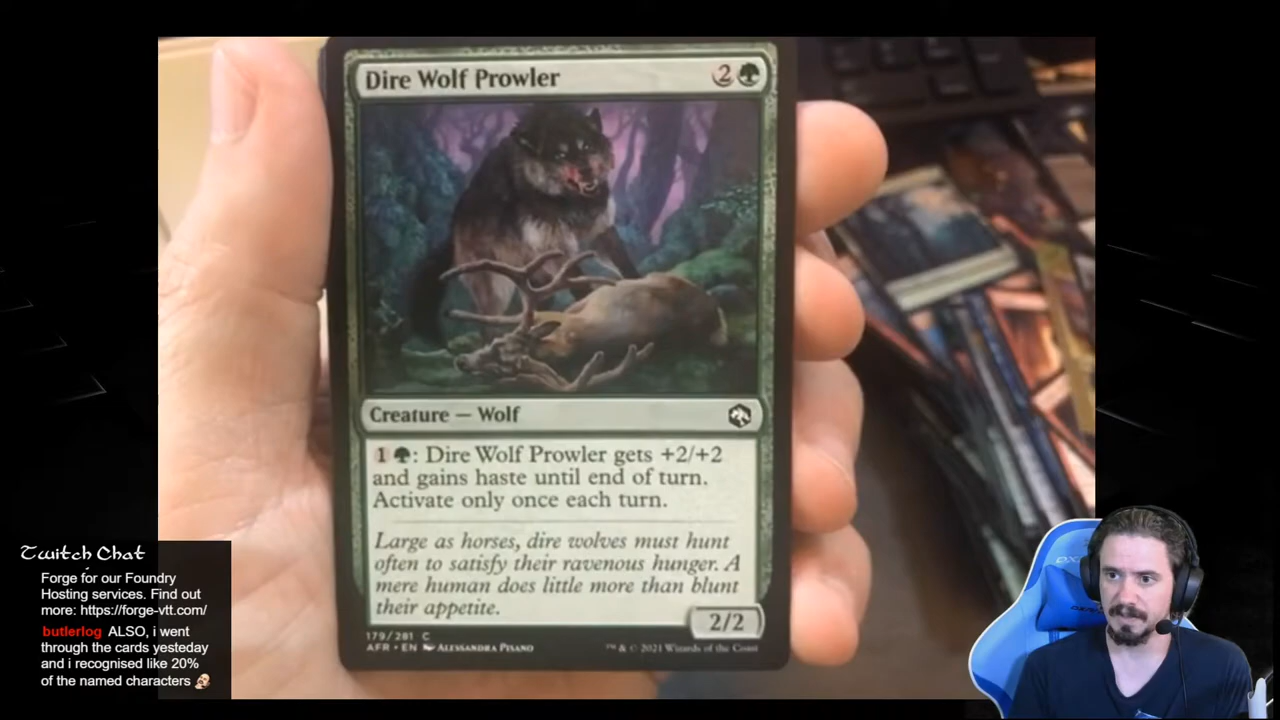 Dire Wolf Prowler
2
Creature — Wolf
1 : Dire Wolf Prowler gets +2/+2
and gains haste until end of turn.
Activate only once each turn.
Large as horses, dire wolves must hunt
often to satisfy their ravenous hunger. A
mere human does little more than blunt
their appetite.
2/2
179/281 C
AFR • EN Alessandra Pisano
™ & © 2021 Wizards of the Coast
Twitch Chat
Forge for our Foundry
Hosting services. Find out
more: https://forge-vtt.com/
butlerlog ALSO, i went
through the cards yesteday
and i recognised like 20%
of the named characters